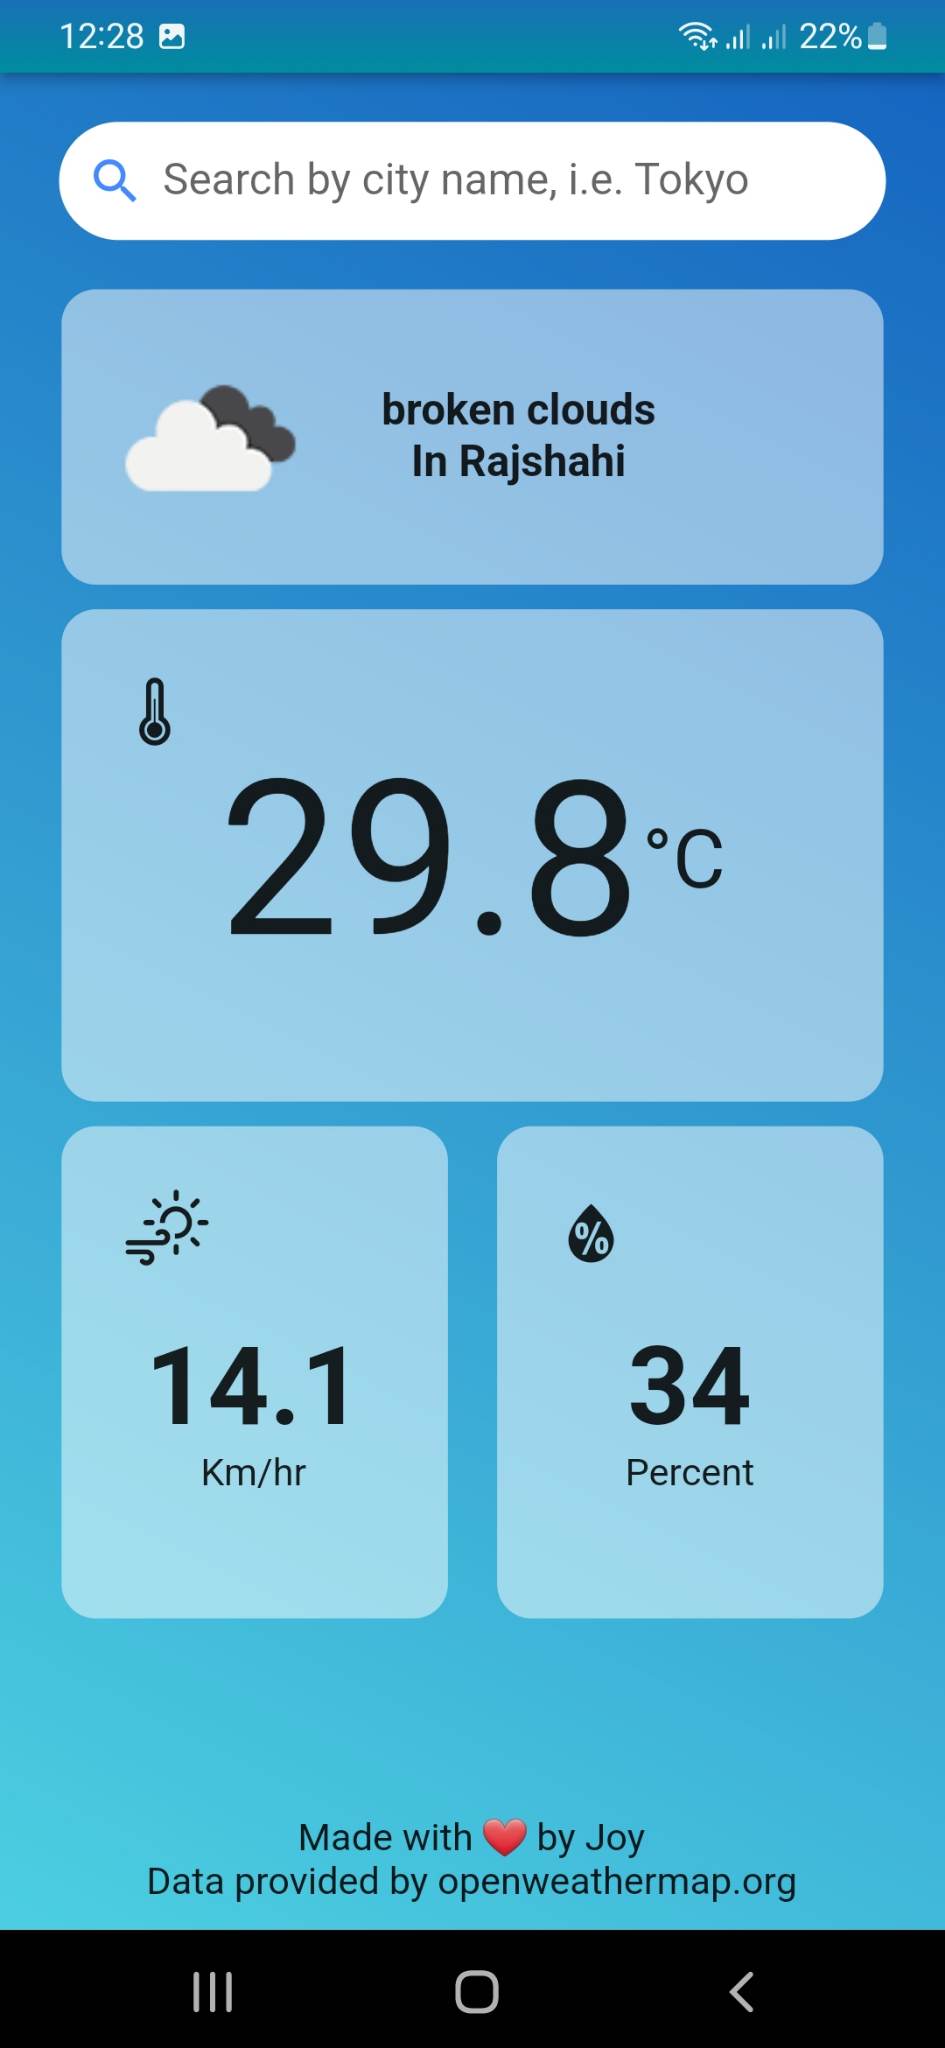 12:28 22%
Search by city name, i.e. Tokyo
broken clouds
In Rajshahi
29.8°C
14.1
Km/hr
%
34
Percent
Made with ❤️ by Joy
Data provided by openweathermap.org